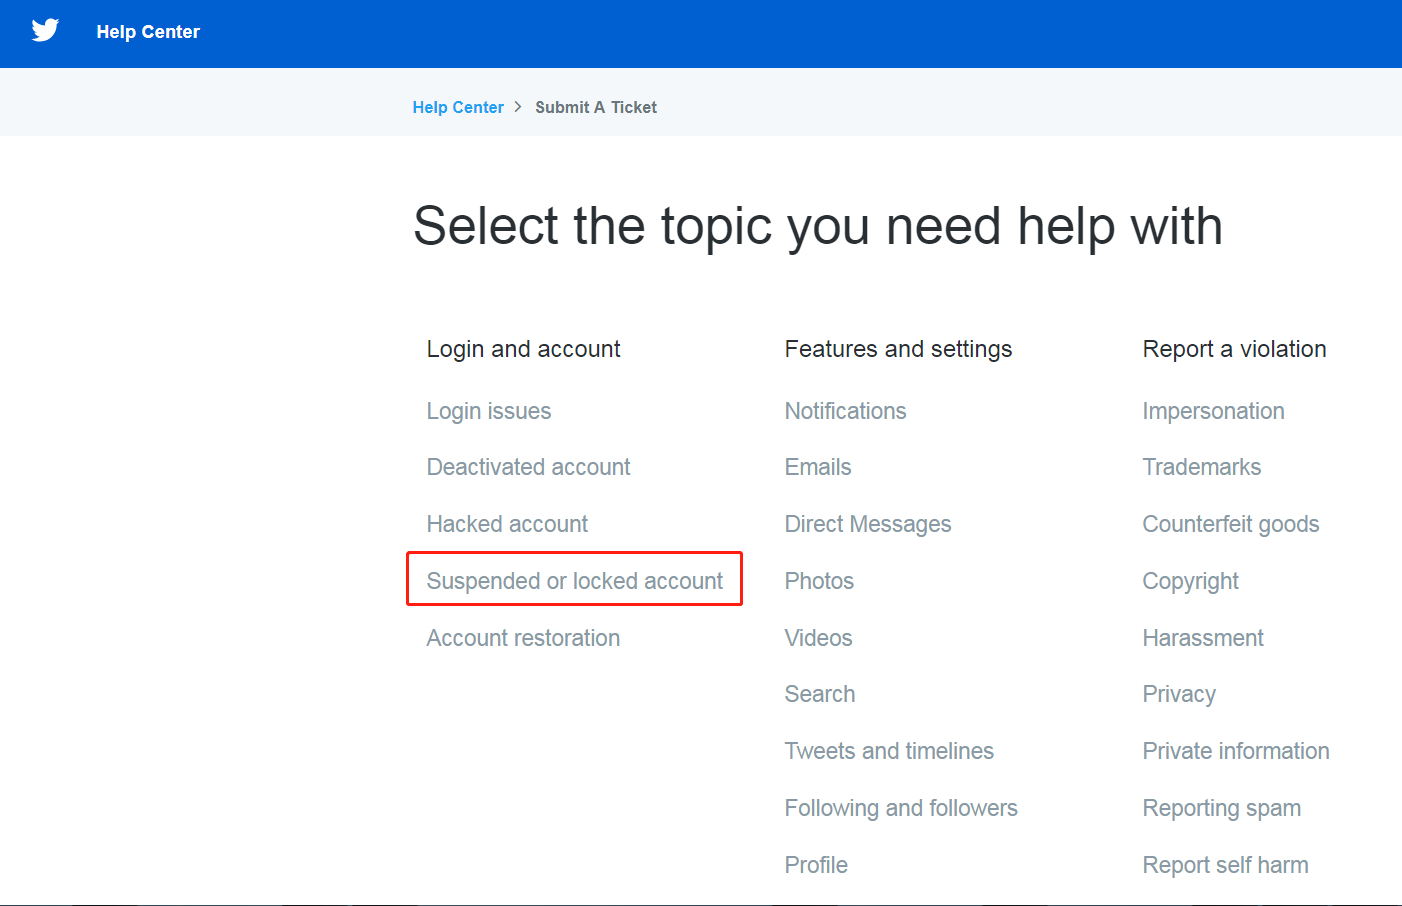 Help Center
Help Center > Submit A Ticket
Select the topic you need help with
Login and account
Login issues
Deactivated account
Hacked account
Suspended or locked account
Account restoration
Features and settings
Notifications
Emails
Direct Messages
Photos
Videos
Search
Tweets and timelines
Following and followers
Profile
Report a violation
Impersonation
Trademarks
Counterfeit goods
Copyright
Harassment
Privacy
Private information
Reporting spam
Report self harm